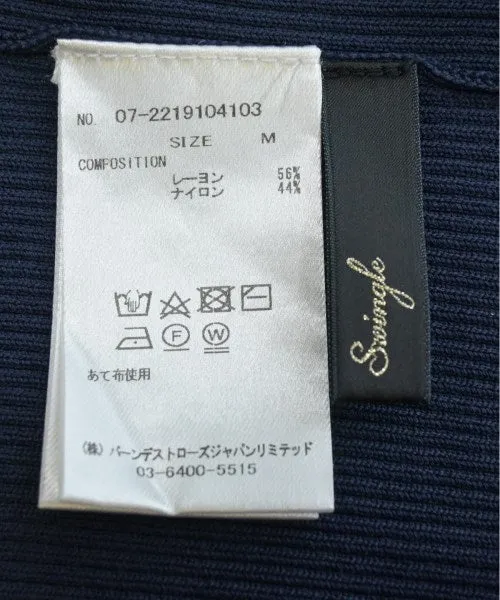 NO. 07-2219104103
SIZE M
COMPOSITION
レーヨン 56%
ナイロン 44%
F W
あて布使用
(株) バーンデストローズジャパンリミテッド
03-6400-5515
Swingle